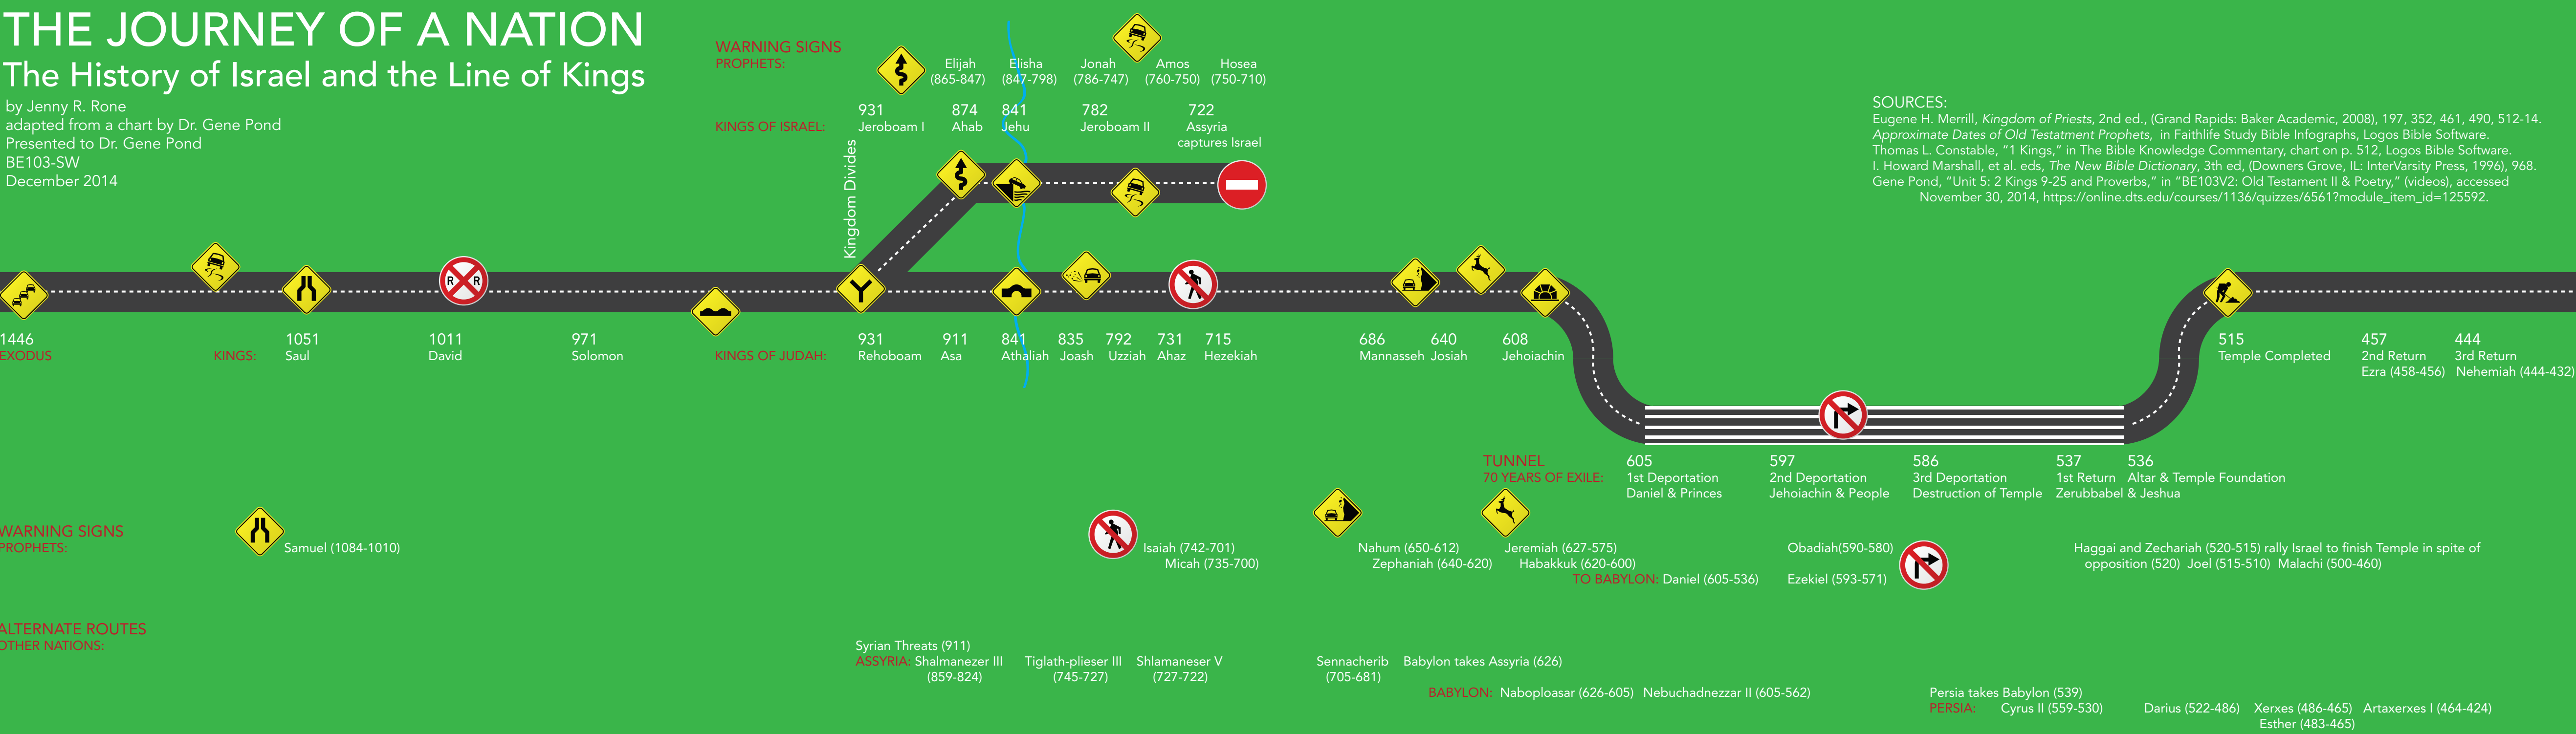 THE JOURNEY OF A NATION
The History of Israel and the Line of Kings
by Jenny R. Rone
adapted from a chart by Dr. Gene Pond
Presented to Dr. Gene Pond
BE103-SW
December 2014
WARNING SIGNS
PROPHETS:
Elijah
(865-847)
Elisha
(847-798)
Jonah
(786-747)
Amos
(760-750)
Hosea
(750-710)
KINGS OF ISRAEL:
931
Jeroboam I
874
Ahab
841
Jehu
782
Jeroboam II
722
Assyria
captures Israel
Kingdom Divides
SOURCES:
Eugene H. Merrill, Kingdom of Priests, 2nd ed., (Grand Rapids: Baker Academic, 2008), 197, 352, 461, 490, 512-14.
Approximate Dates of Old Testatment Prophets, in Faithlife Study Bible Infographs, Logos Bible Software.
Thomas L. Constable, “1 Kings,” in The Bible Knowledge Commentary, chart on p. 512, Logos Bible Software.
I. Howard Marshall, et al. eds, The New Bible Dictionary, 3th ed, (Downers Grove, IL: InterVarsity Press, 1996), 968.
Gene Pond, “Unit 5: 2 Kings 9-25 and Proverbs,” in “BE103V2: Old Testament II & Poetry,” (videos), accessed
November 30, 2014, https://online.dts.edu/courses/1136/quizzes/6561?module_item_id=125592.
R R
1446
EXODUS
KINGS:
1051
Saul
1011
David
971
Solomon
KINGS OF JUDAH:
931
Rehoboam
911
Asa
841
Athaliah
835
Joash
792
Uzziah
731
Ahaz
715
Hezekiah
686
Mannasseh
640
Josiah
608
Jehoiachin
515
Temple Completed
457
2nd Return
Ezra (458-456)
444
3rd Return
Nehemiah (444-432)
TUNNEL
70 YEARS OF EXILE:
605
1st Deportation
Daniel & Princes
597
2nd Deportation
Jehoiachin & People
586
3rd Deportation
Destruction of Temple
537
1st Return
536
Altar & Temple Foundation
Zerubbabel & Jeshua
WARNING SIGNS
PROPHETS:
Samuel (1084-1010)
Isaiah (742-701)
Micah (735-700)
Nahum (650-612)
Zephaniah (640-620)
Jeremiah (627-575)
Habakkuk (620-600)
TO BABYLON: Daniel (605-536)
Obadiah(590-580)
Ezekiel (593-571)
Haggai and Zechariah (520-515) rally Israel to finish Temple in spite of
opposition (520) Joel (515-510) Malachi (500-460)
ALTERNATE ROUTES
OTHER NATIONS:
Syrian Threats (911)
ASSYRIA: Shalmanezer III
(859-824)
Tiglath-plieser III
(745-727)
Shlamaneser V
(727-722)
Sennacherib
(705-681)
Babylon takes Assyria (626)
BABYLON: Naboploasar (626-605) Nebuchadnezzar II (605-562)
Persia takes Babylon (539)
PERSIA: Cyrus II (559-530) Darius (522-486) Xerxes (486-465) Artaxerxes I (464-424)
Esther (483-465)